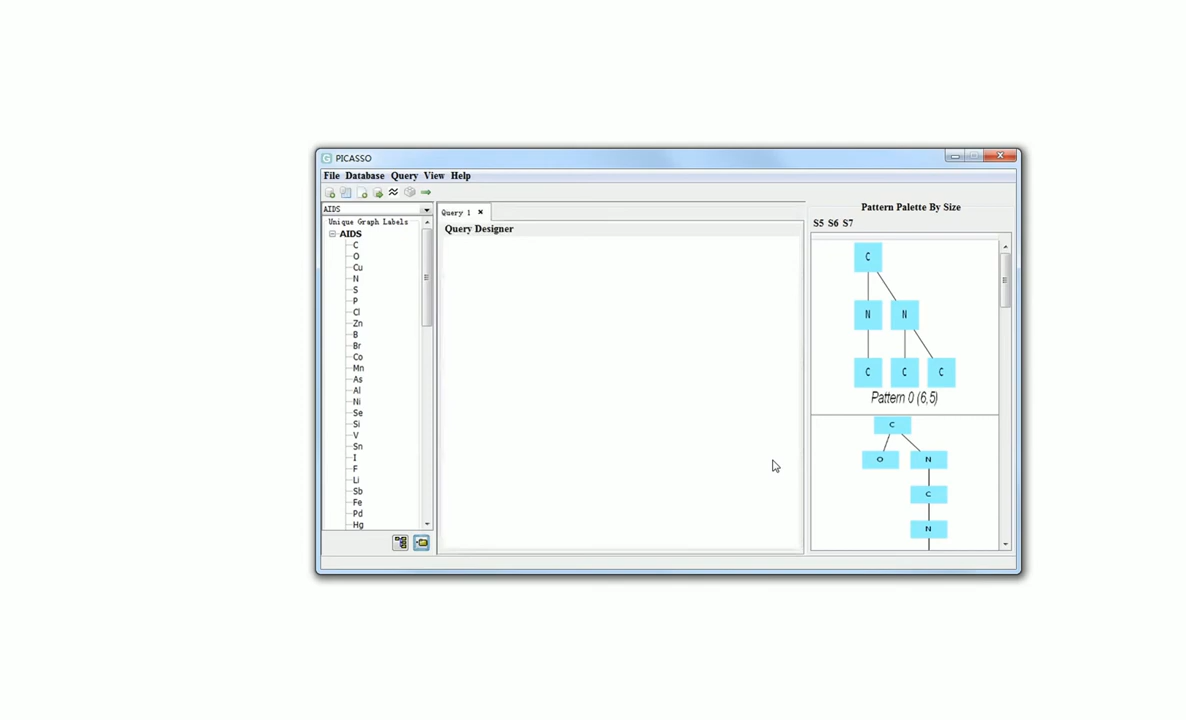 PICASSO
File Database Query View Help
AIDS
Unique Graph Labels
AIDS
C
O
Cu
N
S
P
Cl
Zn
B
Br
Co
Mn
As
Al
Ni
Se
Si
V
Sn
I
F
Li
Sb
Fe
Pd
Hg
Query 1
Query Designer
Pattern Palette By Size
S5 S6 S7
C
N N
C C C
Pattern 0 (6,5)
C
O N
C
N